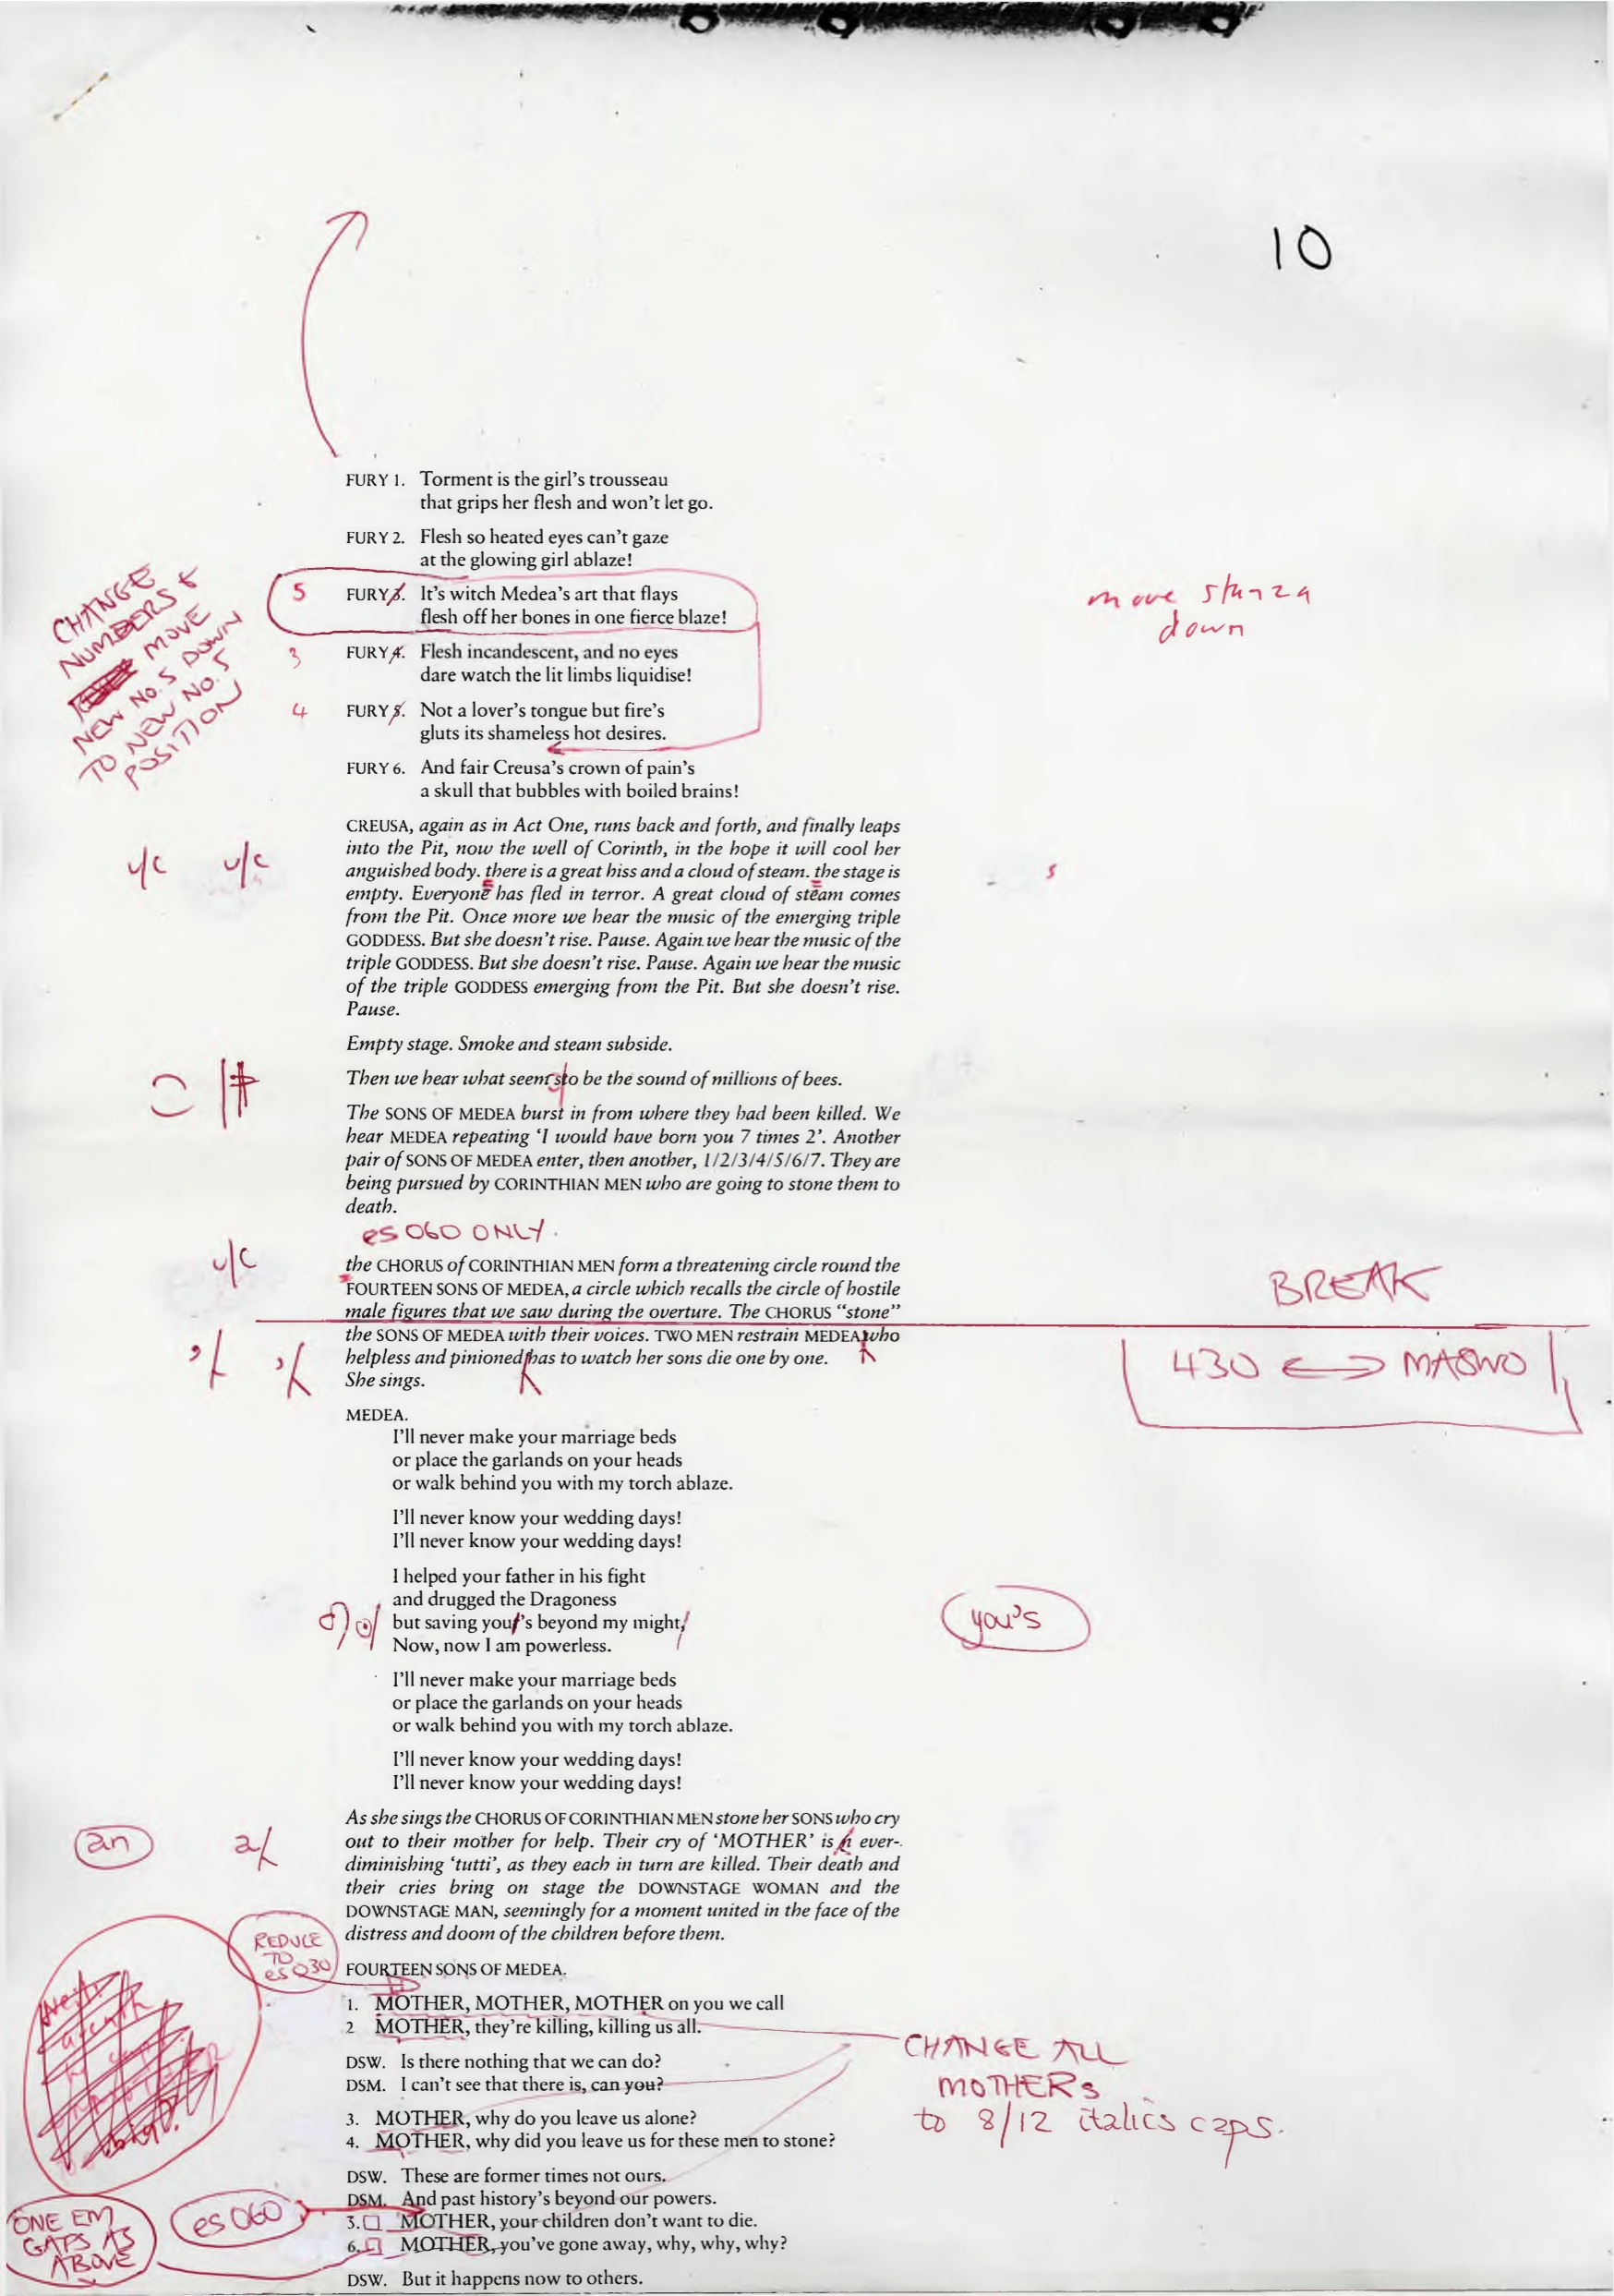 10
FURY 1. Torment is the girl's trousseau
that grips her flesh and won't let go.
FURY 2. Flesh so heated eyes can't gaze
at the glowing girl ablaze!
CHANGE
NUMBERS &
MOVE
NEW NO. 5 DOWN
TO NEW NO. 5
POSITION
5 FURY 3. It's witch Medea's art that flays
flesh off her bones in one fierce blaze!
move stanza
down
3 FURY 4. Flesh incandescent, and no eyes
dare watch the lit limbs liquidise!
4 FURY 5. Not a lover's tongue but fire's
gluts its shameless hot desires.
FURY 6. And fair Creusa's crown of pain's
a skull that bubbles with boiled brains!
CREUSA, again as in Act One, runs back and forth, and finally leaps
into the Pit, now the well of Corinth, in the hope it will cool her
u/c u/c anguished body. there is a great hiss and a cloud of steam. the stage is
empty. Everyone has fled in terror. A great cloud of steam comes
from the Pit. Once more we hear the music of the emerging triple
GODDESS. But she doesn't rise. Pause. Again we hear the music of the
triple GODDESS. But she doesn't rise. Pause. Again we hear the music
of the triple GODDESS emerging from the Pit. But she doesn't rise.
Pause.
Empty stage. Smoke and steam subside.
Then we hear what seems to be the sound of millions of bees.
The SONS OF MEDEA burst in from where they had been killed. We
hear MEDEA repeating 'I would have born you 7 times 2'. Another
pair of SONS OF MEDEA enter, then another, 1/2/3/4/5/6/7. They are
being pursued by CORINTHIAN MEN who are going to stone them to
death.
es 060 ONLY.
u/c the CHORUS of CORINTHIAN MEN form a threatening circle round the
FOURTEEN SONS OF MEDEA, a circle which recalls the circle of hostile
male figures that we saw during the overture. The CHORUS "stone"
BREAK
the SONS OF MEDEA with their voices. TWO MEN restrain MEDEA who
helpless and pinioned has to watch her sons die one by one.
430 ↔ MASWO
She sings.
MEDEA.
I'll never make your marriage beds
or place the garlands on your heads
or walk behind you with my torch ablaze.
I'll never know your wedding days!
I'll never know your wedding days!
I helped your father in his fight
and drugged the Dragoness
but saving your's beyond my might,
you's
Now, now I am powerless.
I'll never make your marriage beds
or place the garlands on your heads
or walk behind you with my torch ablaze.
I'll never know your wedding days!
I'll never know your wedding days!
As she sings the CHORUS OF CORINTHIAN MEN stone her SONS who cry
an a/ out to their mother for help. Their cry of 'MOTHER' is n ever-
diminishing 'tutti', as they each in turn are killed. Their death and
their cries bring on stage the DOWNSTAGE WOMAN and the
DOWNSTAGE MAN, seemingly for a moment united in the face of the
distress and doom of the children before them.
REDUCE
TO
es 030
FOURTEEN SONS OF MEDEA.
1. MOTHER, MOTHER, MOTHER on you we call
2 MOTHER, they're killing, killing us all.
CHANGE ALL
MOTHERs
to 8/12 italics caps.
DSW. Is there nothing that we can do?
DSM. I can't see that there is, can you?
3. MOTHER, why do you leave us alone?
4. MOTHER, why did you leave us for these men to stone?
DSW. These are former times not ours.
DSM. And past history's beyond our powers.
es 060
ONE EM
GAPS AS
ABOVE
3. MOTHER, your children don't want to die.
6. MOTHER, you've gone away, why, why, why?
DSW. But it happens now to others.